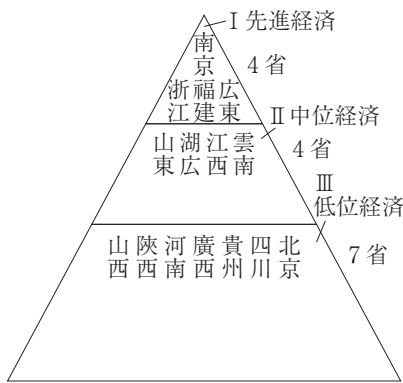 Ⅰ先進経済
南京
浙江 福建 広東
4省
Ⅱ中位経済
山東 湖広 江西 雲南
4省
Ⅲ
低位経済
山西 陝西 河南 廣西 貴州 四川 北京
7省